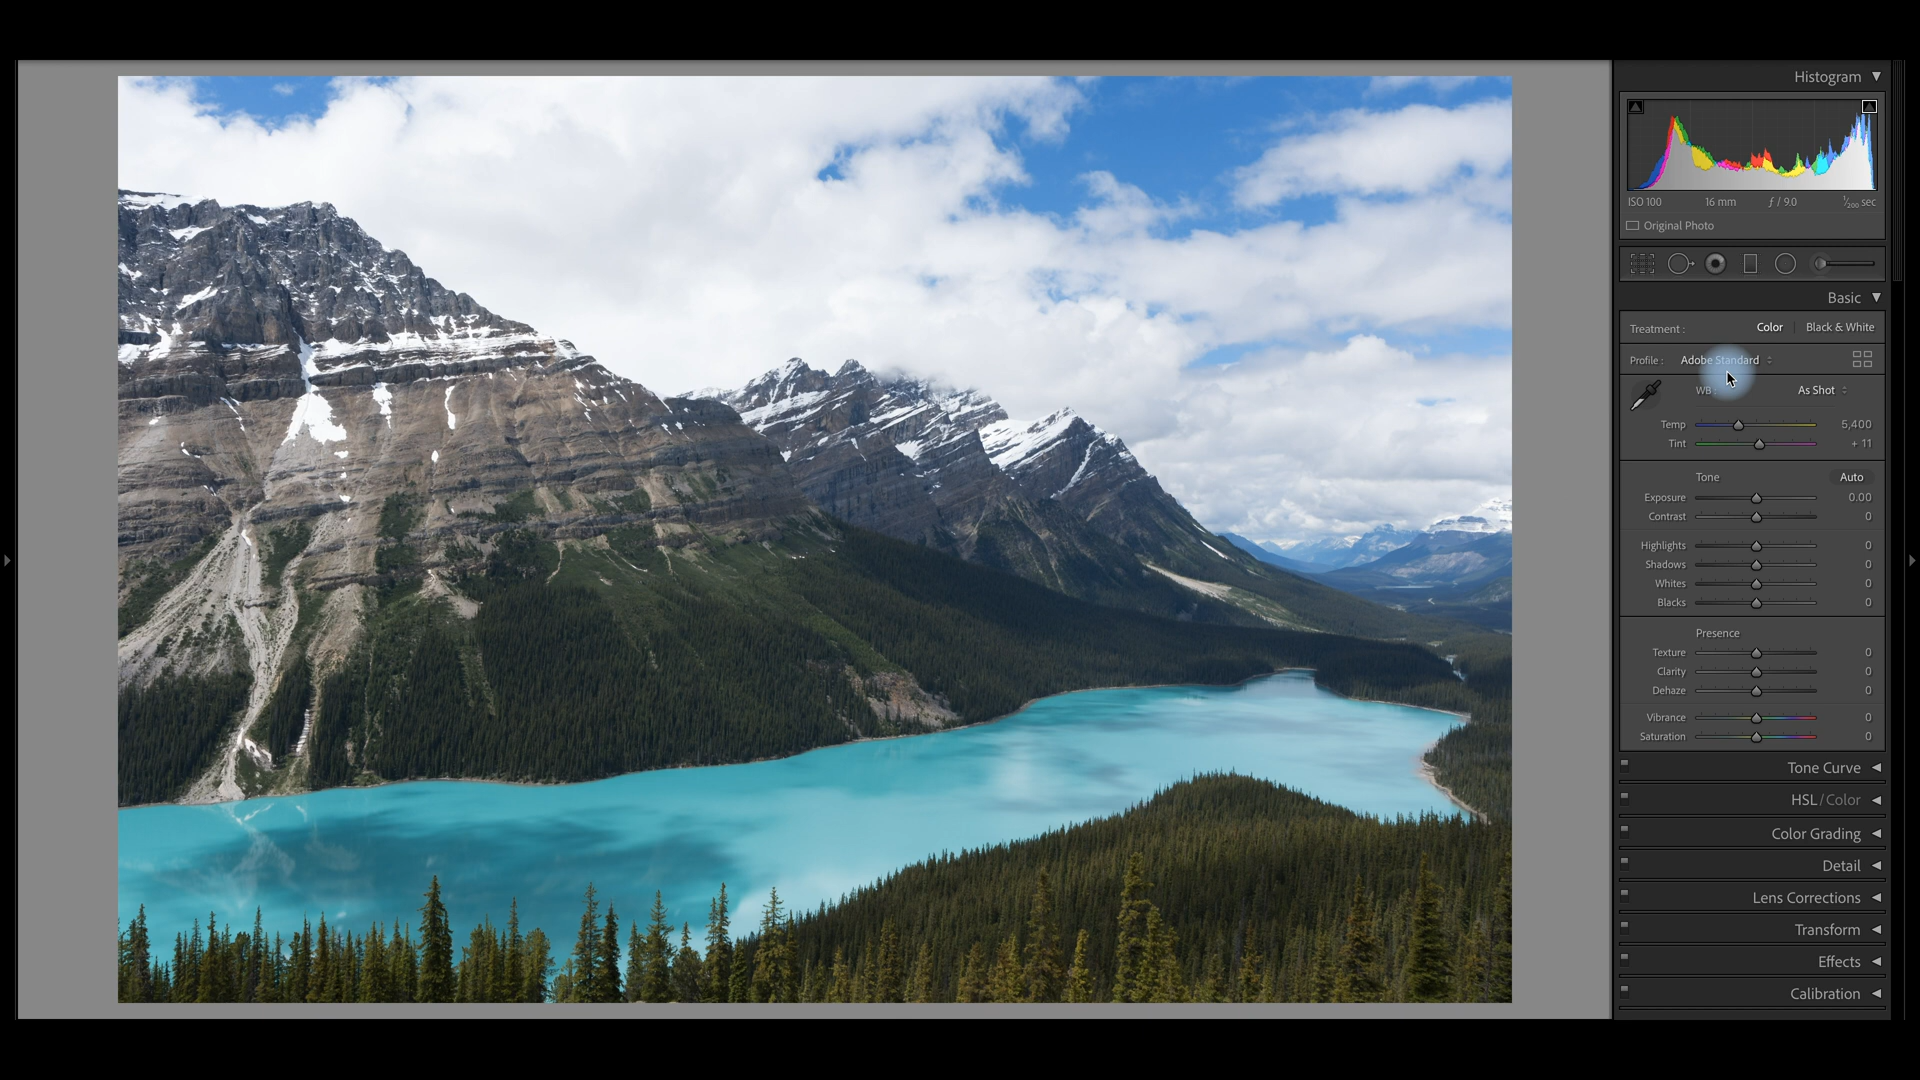 Histogram
ISO 100 16 mm ƒ / 9.0 1/200 sec
Original Photo
Basic
Treatment : Color Black & White
Profile : Adobe Standard
WB As Shot
Temp 5,400
Tint + 11
Tone Auto
Exposure 0.00
Contrast 0
Highlights 0
Shadows 0
Whites 0
Blacks 0
Presence
Texture 0
Clarity 0
Dehaze 0
Vibrance 0
Saturation 0
Tone Curve
HSL / Color
Color Grading
Detail
Lens Corrections
Transform
Effects
Calibration